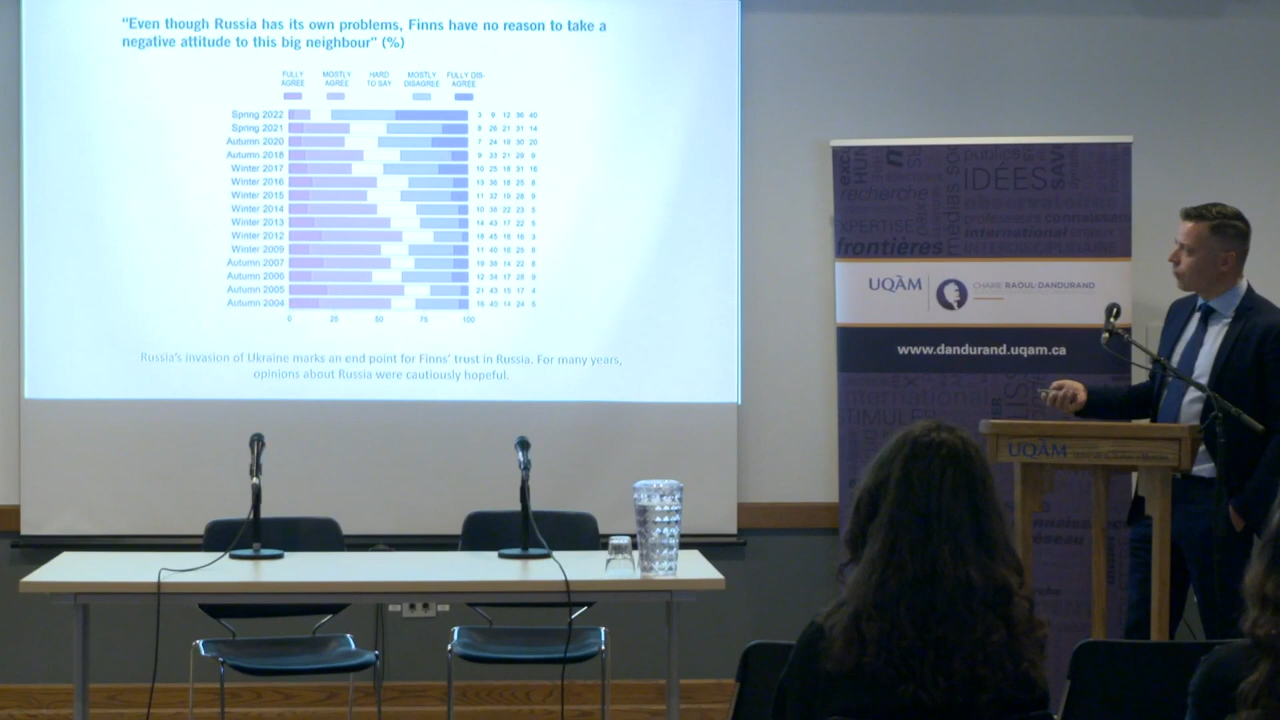 "Even though Russia has its own problems, Finns have no reason to take a
negative attitude to this big neighbour" (%)
FULLY AGREE
MOSTLY AGREE
HARD TO SAY
MOSTLY DISAGREE
FULLY DIS-AGREE
Spring 2022 3 9 12 36 40
Spring 2021 8 26 21 31 14
Autumn 2020 7 24 19 30 20
Autumn 2018 9 33 21 29 9
Winter 2017 10 25 18 31 16
Winter 2016 13 36 18 25 8
Winter 2015 11 32 19 28 9
Winter 2014 10 38 22 23 5
Winter 2013 14 43 17 22 5
Winter 2012 18 45 18 16 3
Winter 2009 11 40 18 25 6
Autumn 2007 19 38 14 22 8
Autumn 2006 12 34 17 28 9
Autumn 2005 21 43 15 17 4
Autumn 2004 40 14 24 5
0 25 50 75 100
Russia's invasion of Ukraine marks an end point for Finns' trust in Russia. For many years,
opinions about Russia were cautiously hopeful.
publics
IDÉES
recherche
EXPERTISE
médias
international
frontières
INTERDISCIPLINAIRE
UQÀM
CHAIRE RAOUL-DANDURAND
www.dandurand.uqam.ca
international
STIMULER
UQÀM